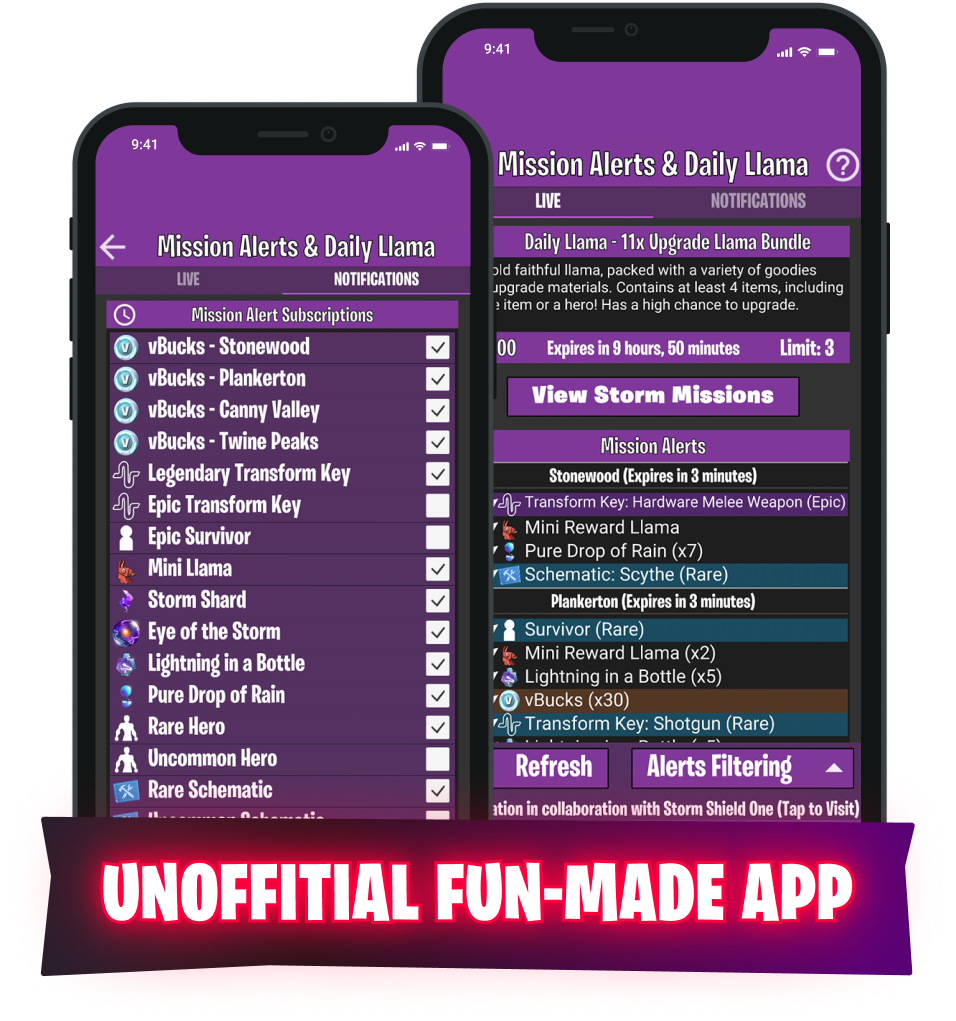 9:41
Mission Alerts & Daily Llama
LIVE NOTIFICATIONS
Mission Alert Subscriptions
vBucks - Stonewood
vBucks - Plankerton
vBucks - Canny Valley
vBucks - Twine Peaks
Legendary Transform Key
Epic Transform Key
Epic Survivor
Mini Llama
Storm Shard
Eye of the Storm
Lightning in a Bottle
Pure Drop of Rain
Rare Hero
Uncommon Hero
Rare Schematic
Uncommon Schematic
9:41
Mission Alerts & Daily Llama ?
LIVE NOTIFICATIONS
Daily Llama - 11x Upgrade Llama Bundle
old faithful llama, packed with a variety of goodies
upgrade materials. Contains at least 4 items, including
e item or a hero! Has a high chance to upgrade.
00 Expires in 9 hours, 50 minutes Limit: 3
View Storm Missions
Mission Alerts
Stonewood (Expires in 3 minutes)
Transform Key: Hardware Melee Weapon (Epic)
Mini Reward Llama
Pure Drop of Rain (x7)
Schematic: Scythe (Rare)
Plankerton (Expires in 3 minutes)
Survivor (Rare)
Mini Reward Llama (x2)
Lightning in a Bottle (x5)
vBucks (x30)
Transform Key: Shotgun (Rare)
Refresh Alerts Filtering
ation in collaboration with Storm Shield One (Tap to Visit)
UNOFFITIAL FUN-MADE APP